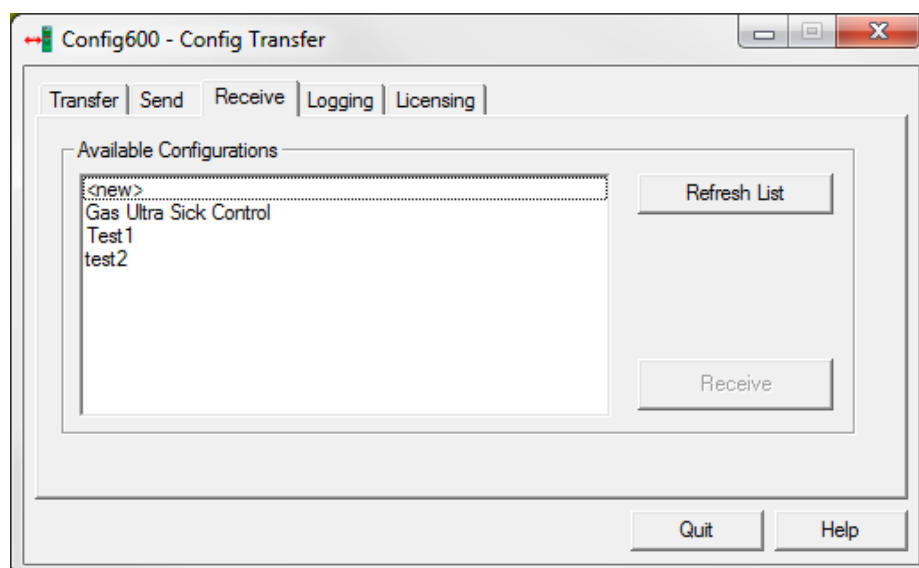 Config600 - Config Transfer
Transfer Send Receive Logging Licensing
Available Configurations
<new>
Gas Ultra Sick Control
Test1
test2
Refresh List
Receive
Quit Help